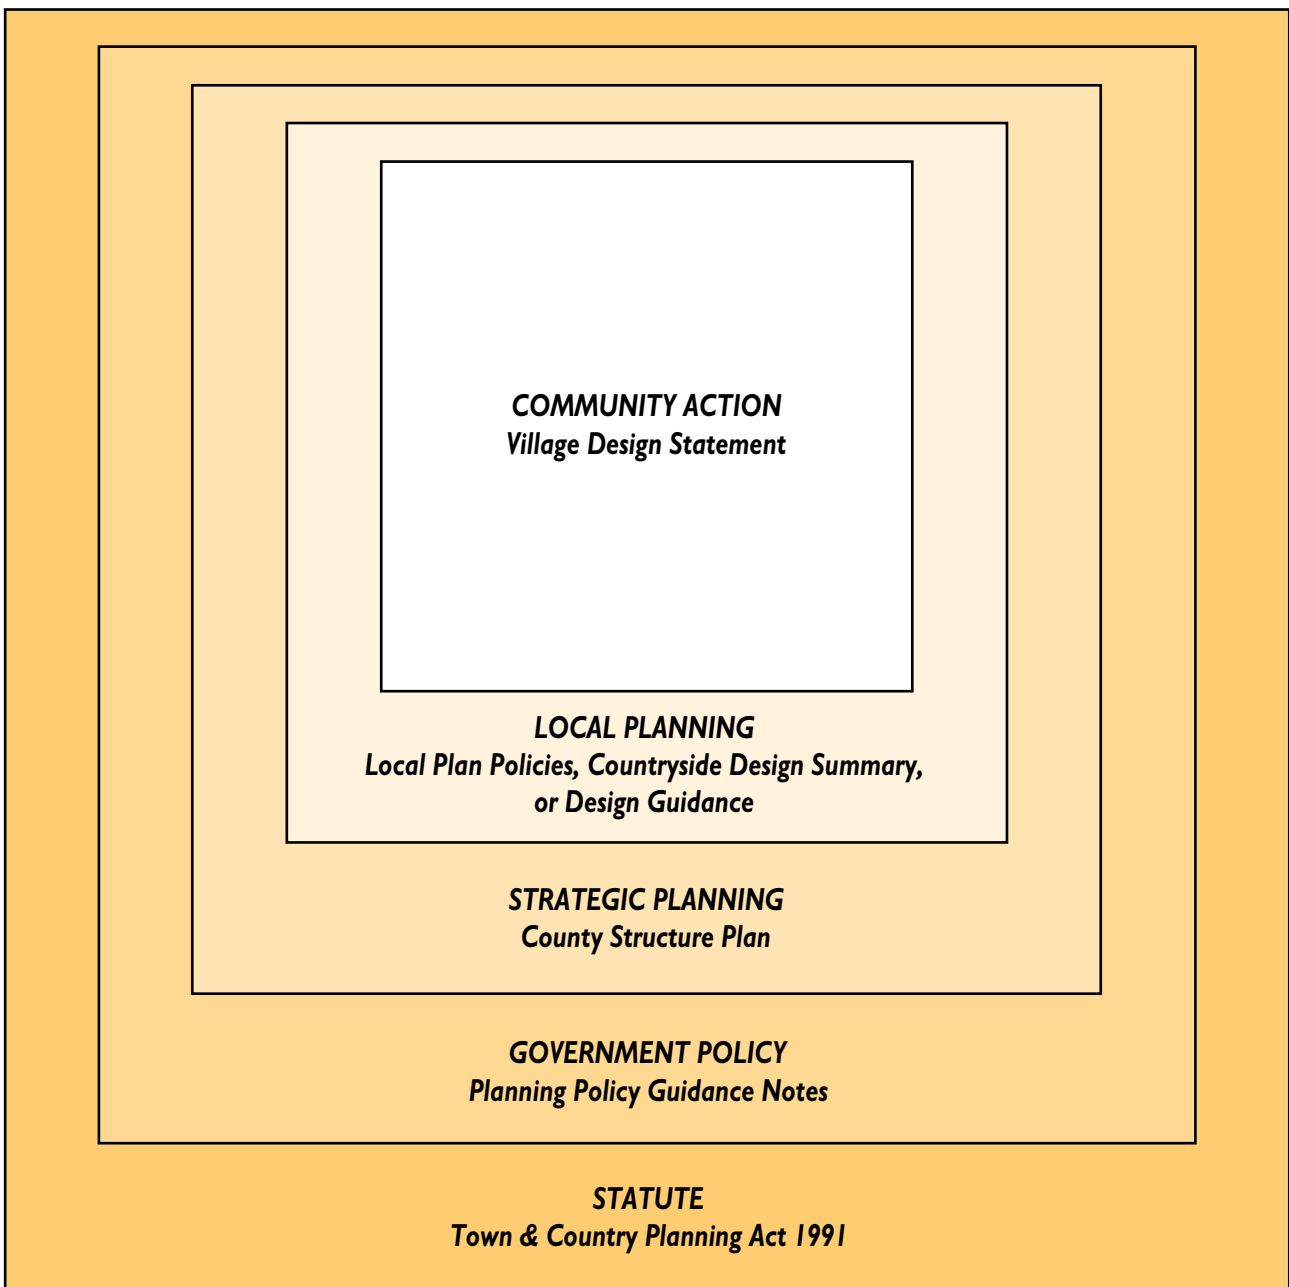 COMMUNITY ACTION
Village Design Statement
LOCAL PLANNING
Local Plan Policies, Countryside Design Summary,
or Design Guidance
STRATEGIC PLANNING
County Structure Plan
GOVERNMENT POLICY
Planning Policy Guidance Notes
STATUTE
Town & Country Planning Act 1991